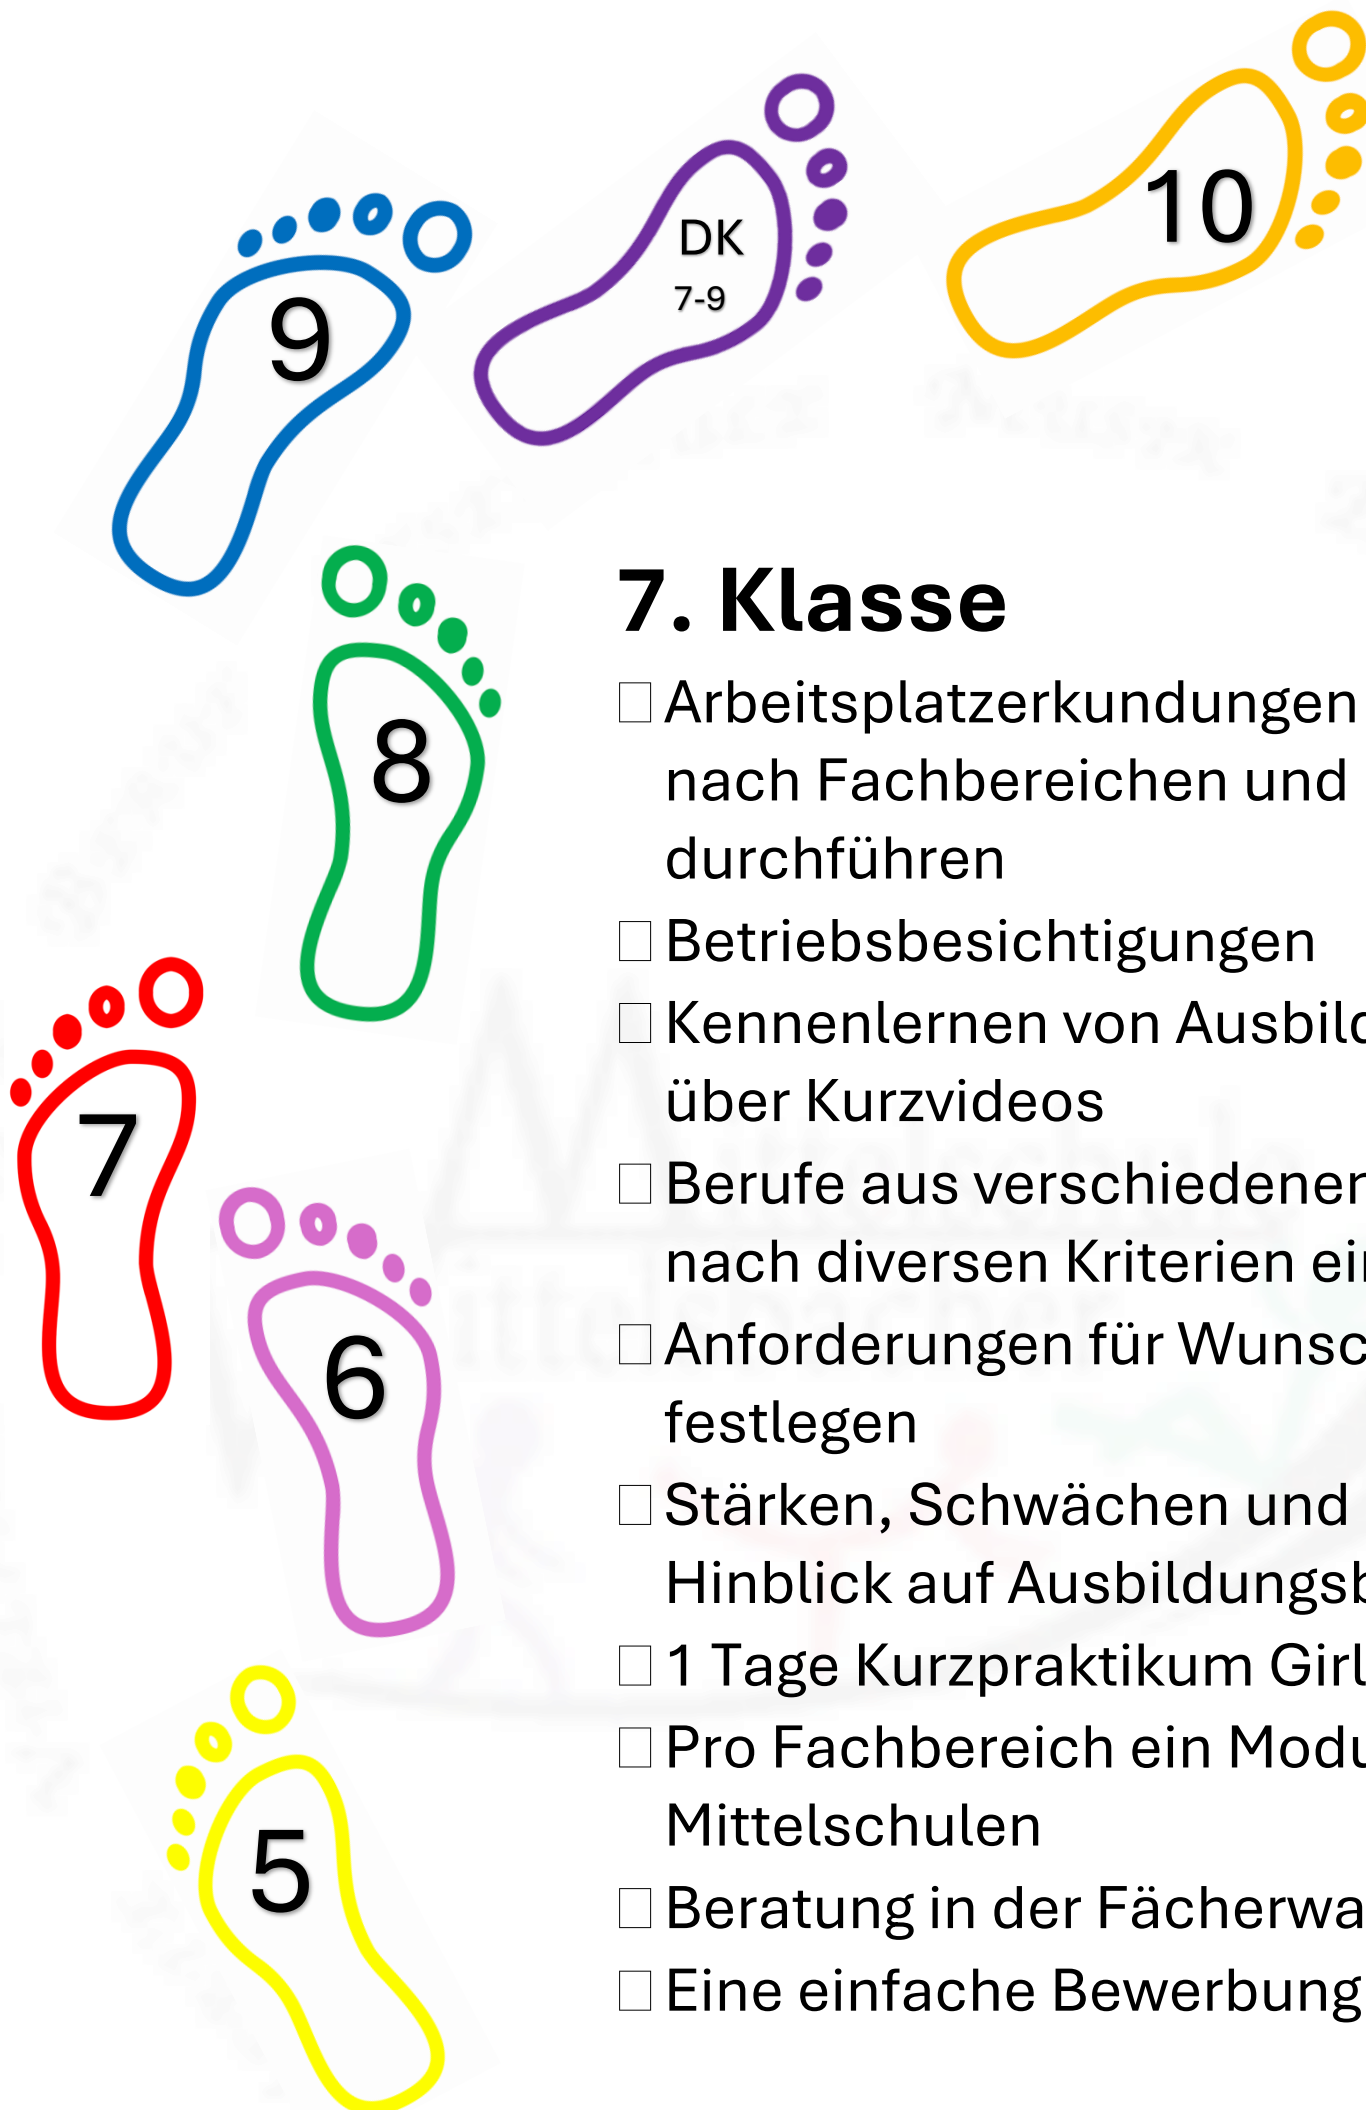 10
DK
7-9
9
8
7
6
5
7. Klasse
Arbeitsplatzerkundungen
nach Fachbereichen und
durchführen
Betriebsbesichtigungen
Kennenlernen von
über Kurzvideos
Berufe aus
nach diversen Kriterien
Anforderungen für
festlegen
Stärken, Schwächen und
Hinblick auf
1 Tage Kurzpraktikum
Pro Fachbereich ein
Mittelschulen
Beratung in der
Eine einfache Bewerbung
Mittelschule